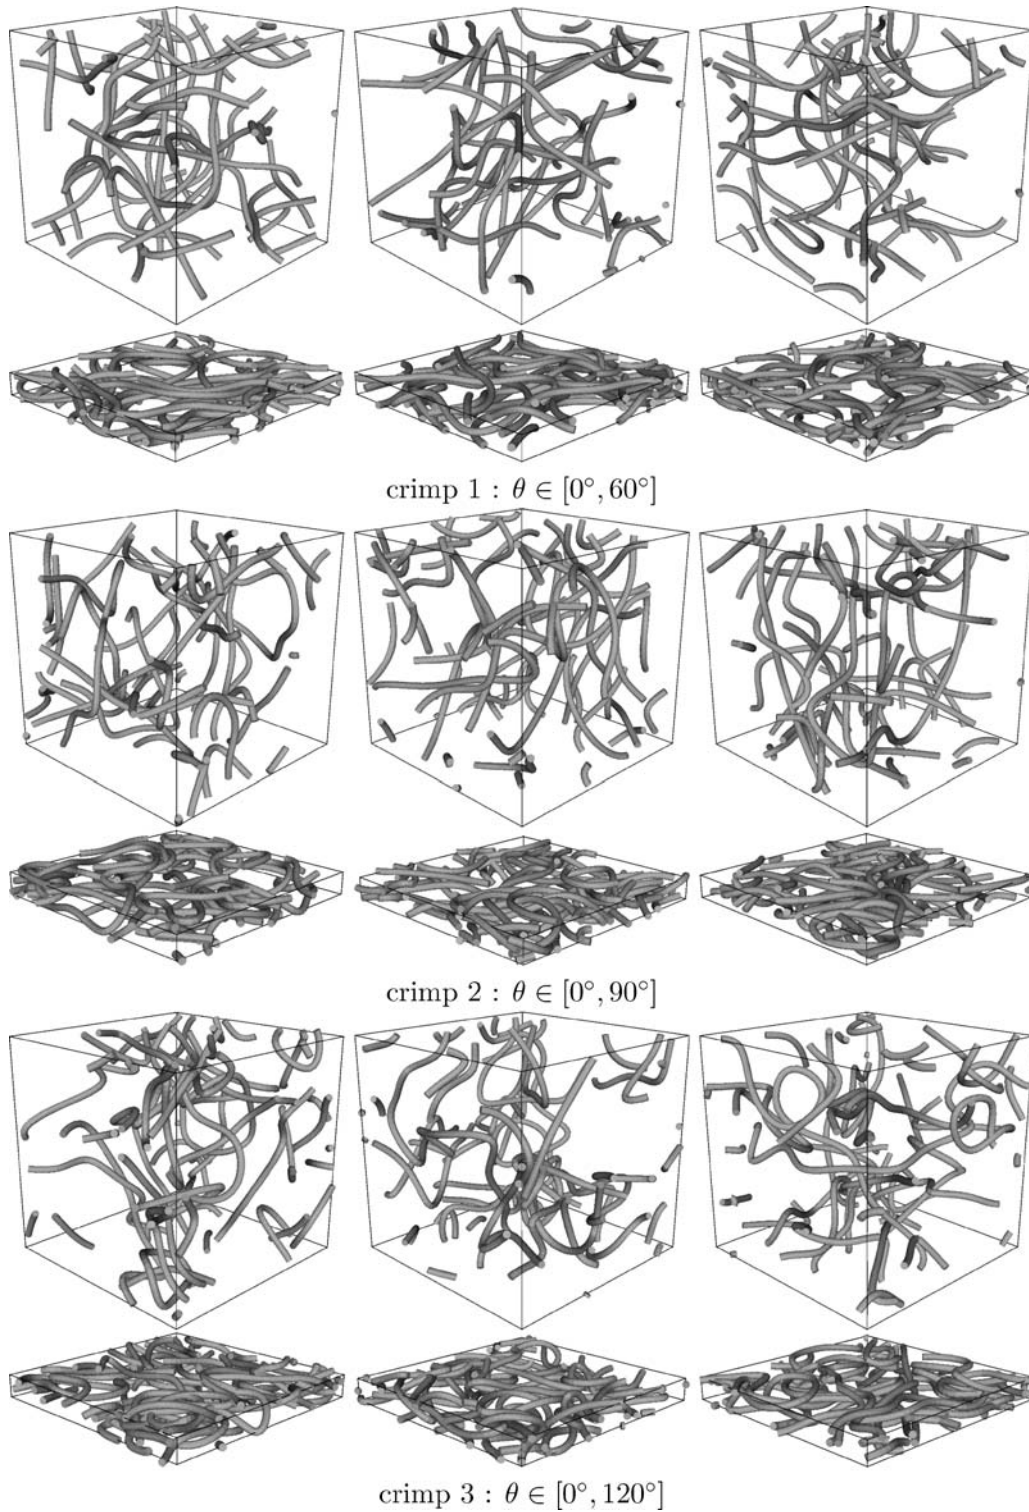 crimp 1 : θ ∈ [0°, 60°]
crimp 2 : θ ∈ [0°, 90°]
crimp 3 : θ ∈ [0°, 120°]